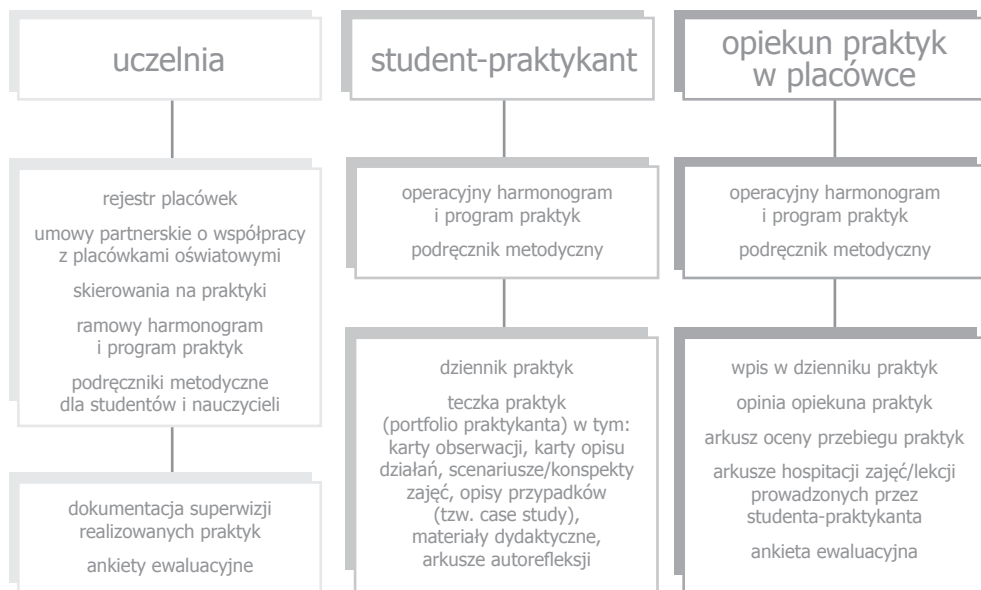 uczelnia
rejestr placówek
umowy partnerskie o współpracy
z placówkami oświatowymi
skierowania na praktyki
ramowy harmonogram
i program praktyk
podręczniki metodyczne
dla studentów i nauczycieli
dokumentacja superwizji
realizowanych praktyk
ankiety ewaluacyjne
student-praktykant
operacyjny harmonogram
i program praktyk
podręcznik metodyczny
dziennik praktyk
teczka praktyk
(portfolio praktykanta) w tym:
karty obserwacji, karty opisu
działań, scenariusze/konspekty
zajęć, opisy przypadków
(tzw. case study),
materiały dydaktyczne,
arkusze autorefleksji
opiekun praktyk
w placówce
operacyjny harmonogram
i program praktyk
podręcznik metodyczny
wpis w dzienniku praktyk
opinia opiekuna praktyk
arkusz oceny przebiegu praktyk
arkusze hospitacji zajęć/lekcji
prowadzonych przez
studenta-praktykanta
ankieta ewaluacyjna